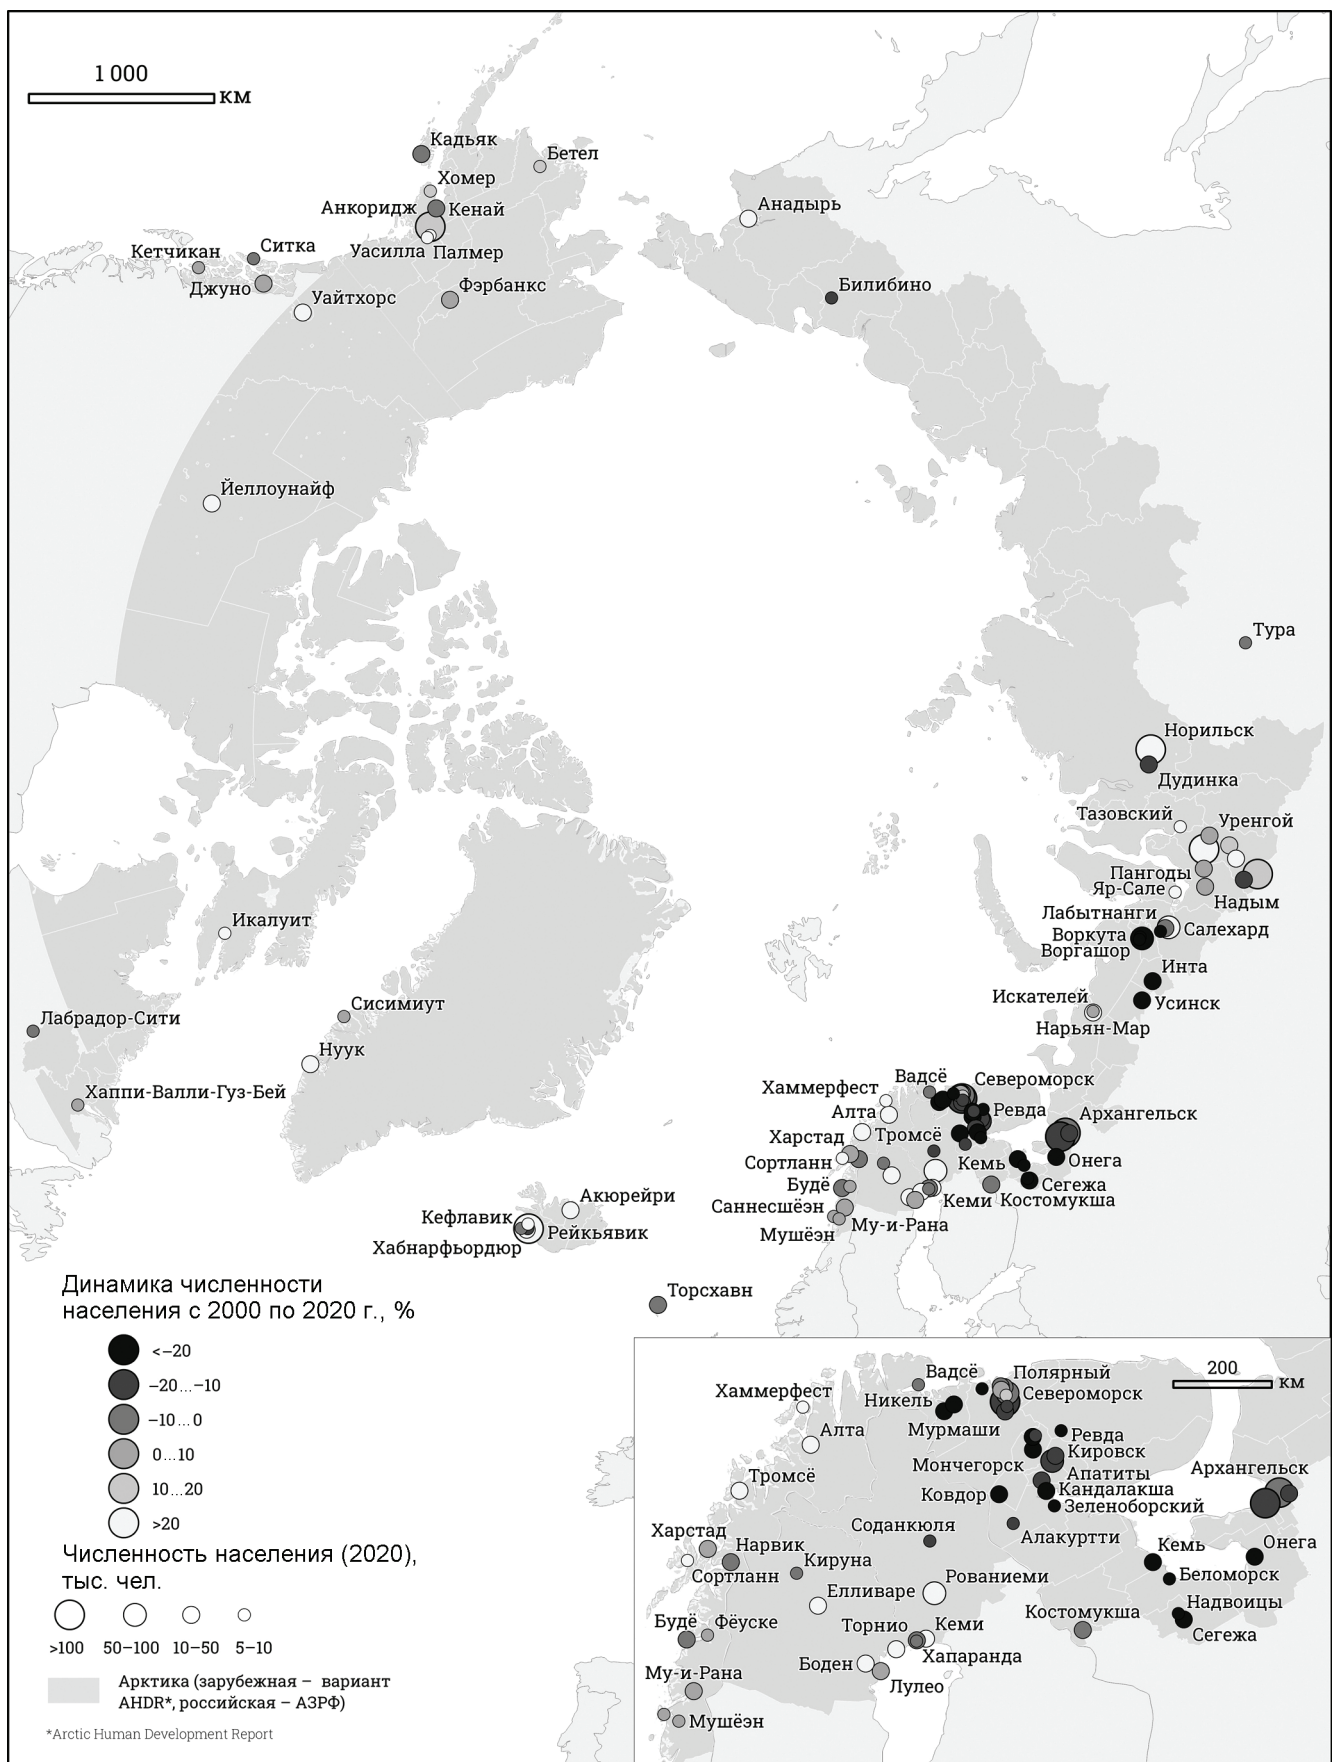 1 000
км
Кадьяк
Бетел
Хомер
Анкоридж
Кенай
Анадырь
Кетчикан
Ситка
Уасилла
Палмер
Джуно
Уайтхорс
Фэрбанкс
Билибино
Йеллоунайф
Тура
Норильск
Дудинка
Тазовский
Уренгой
Пангоды
Яр-Сале
Надым
Лабытнанги
Воркута
Салехард
Воргашор
Икалуит
Инта
Сисимиут
Искателей
Усинск
Лабрадор-Сити
Нарьян-Мар
Нуук
Хаппи-Валли-Гуз-Бей
Вадсё
Североморск
Хаммерфест
Алта
Ревда
Архангельск
Харстад
Тромсё
Сортланн
Кемь
Онега
Будё
Сегежа
Саннесшёэн
Кеми
Костомукша
Мушёэн
Му-и-Рана
Акюрейри
Кефлавик
Рейкьявик
Хабнарфьордюр
Торсхавн
Динамика численности
населения с 2000 по 2020 г., %
<–20
–20...–10
–10...0
0...10
10...20
>20
Численность населения (2020),
тыс. чел.
>100 50–100 10–50 5–10
Арктика (зарубежная – вариант
AHDR*, российская – АЗРФ)
*Arctic Human Development Report
200
км
Вадсё
Полярный
Хаммерфест
Никель
Североморск
Алта
Мурмаши
Ревда
Кировск
Мончегорск
Апатиты
Архангельск
Тромсё
Ковдор
Кандалакша
Зеленоборский
Соданкюля
Алакуртти
Харстад
Нарвик
Кемь
Онега
Кируна
Сортланн
Беломорск
Рованиеми
Елливаре
Надвоицы
Костомукша
Будё
Фёуске
Торнио
Кеми
Сегежа
Хапаранда
Боден
Му-и-Рана
Лулео
Мушёэн